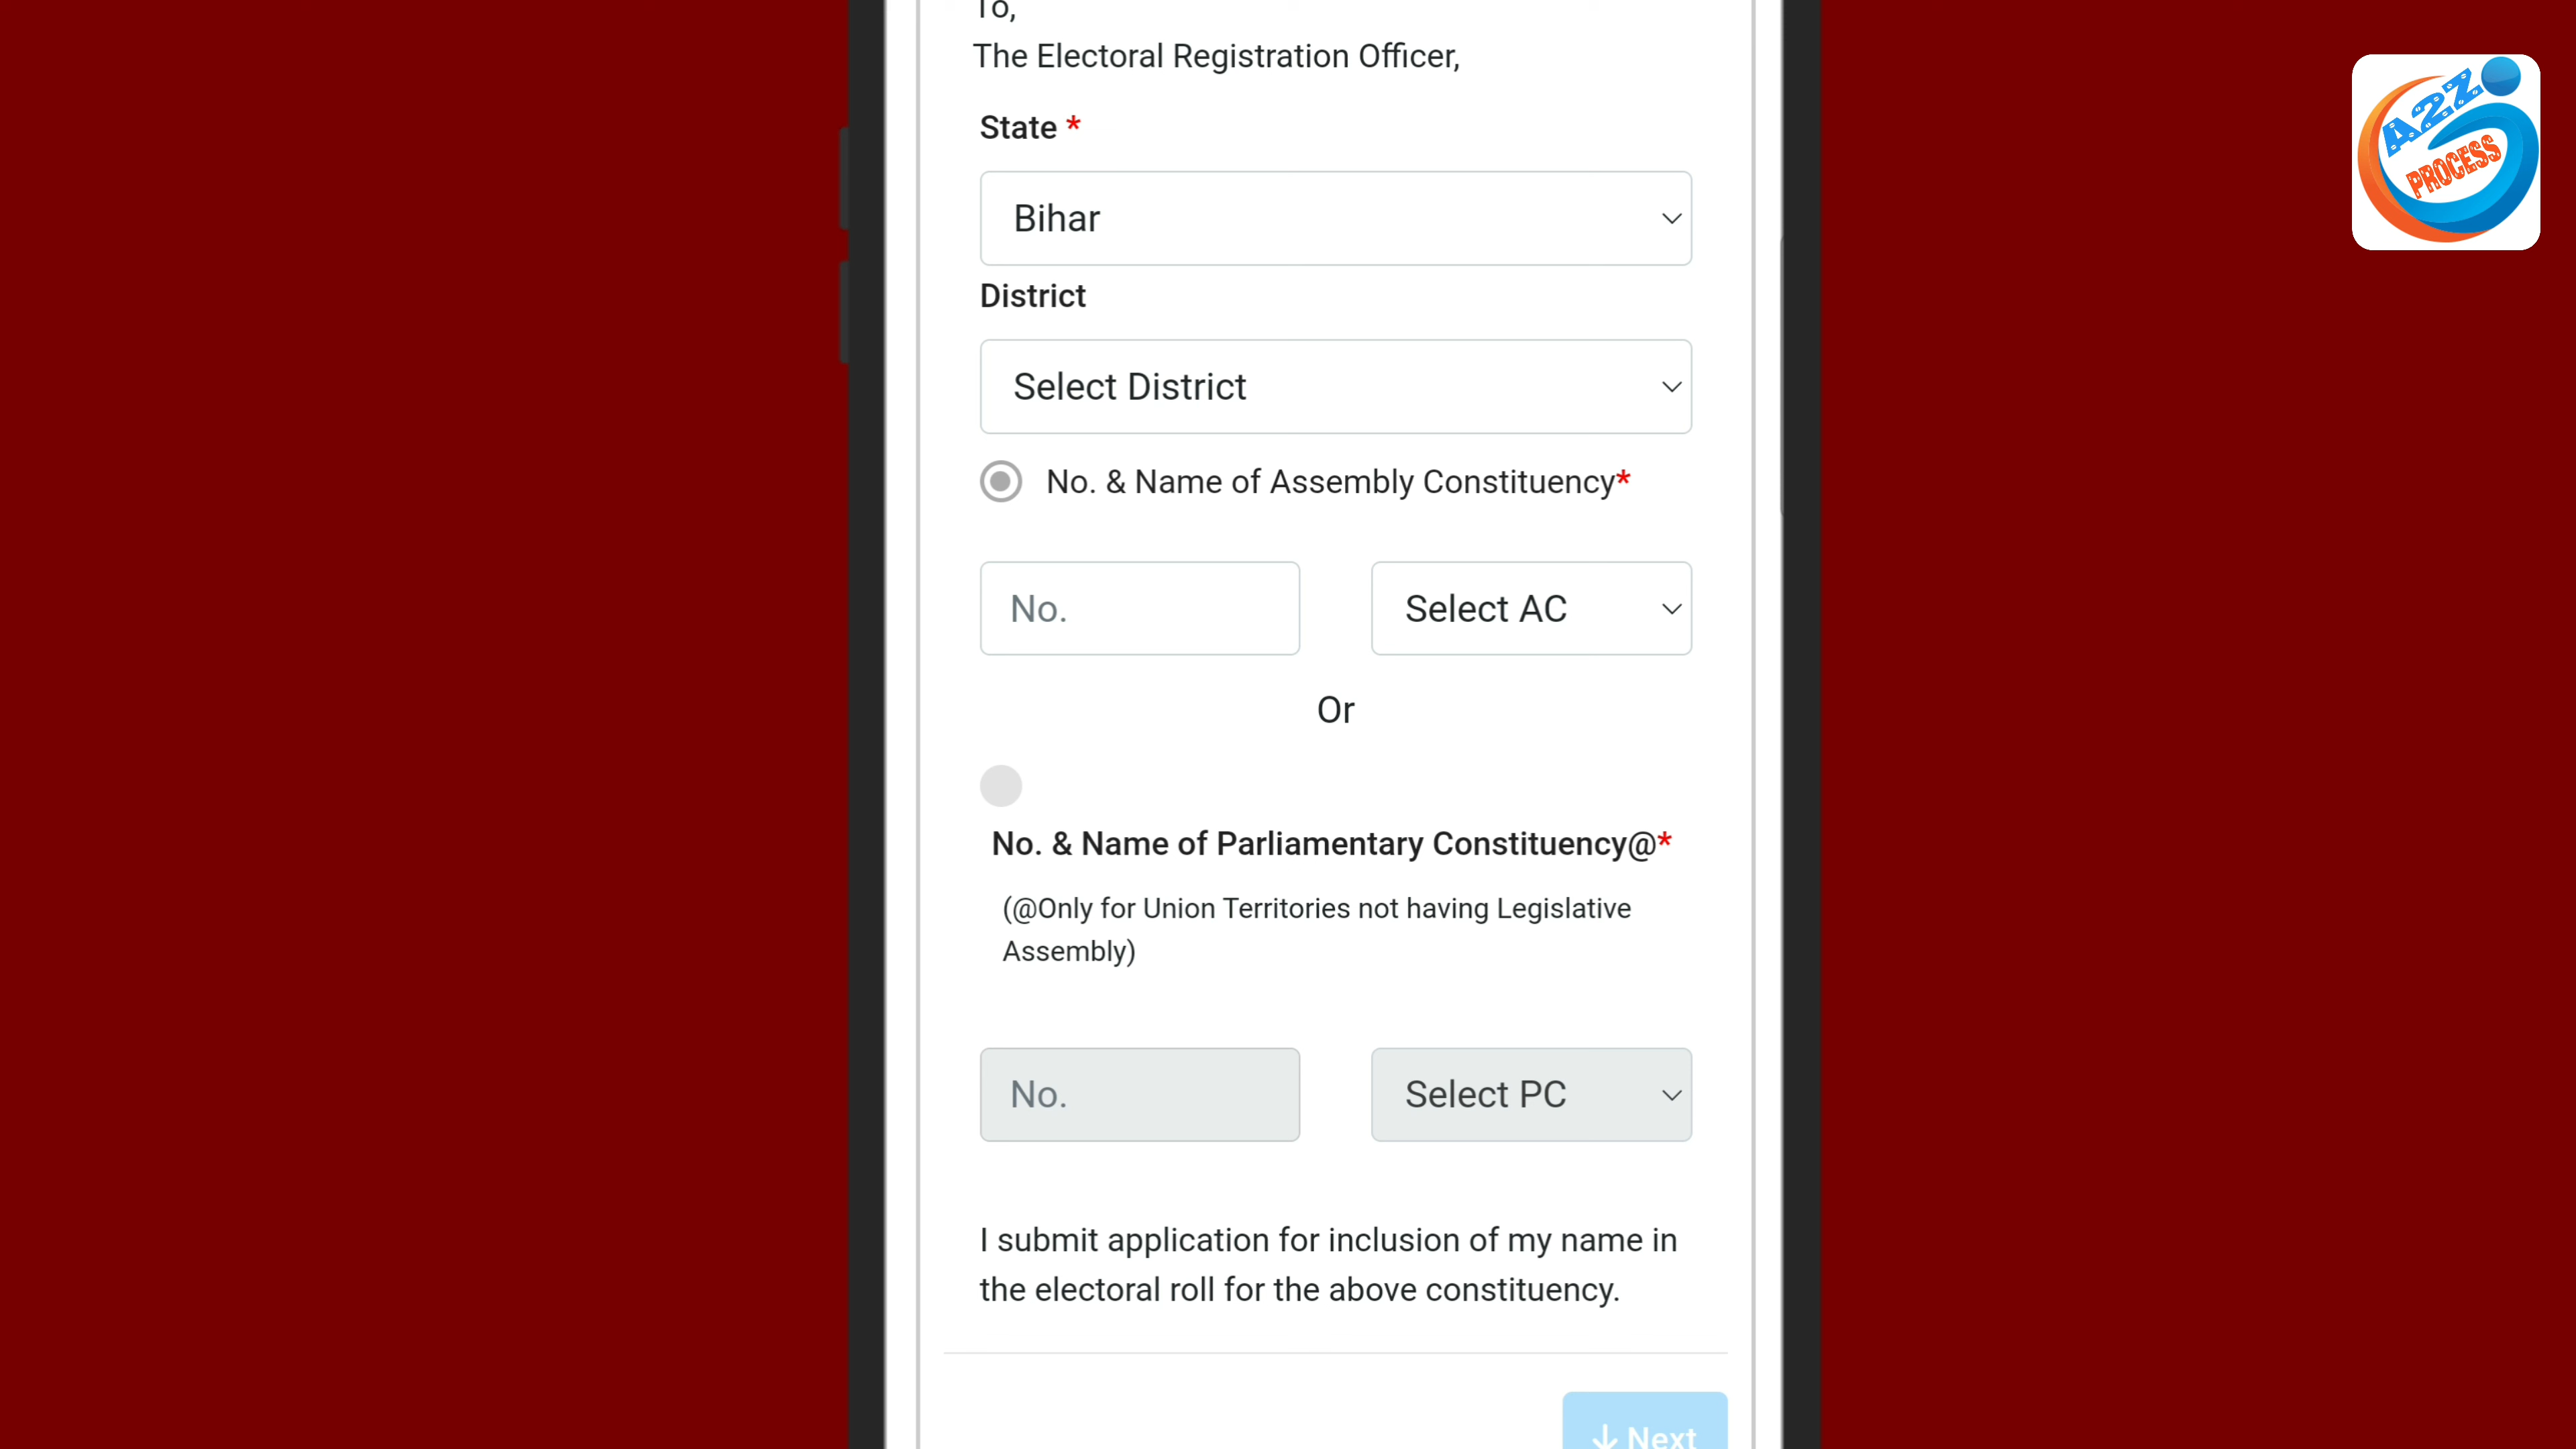 To,
The Electoral Registration Officer,
State *
Bihar
District
Select District
No. & Name of Assembly Constituency*
No.
Select AC
Or
No. & Name of Parliamentary Constituency@*
(@Only for Union Territories not having Legislative
Assembly)
No.
Select PC
I submit application for inclusion of my name in
the electoral roll for the above constituency.
Next
A2Z
PROCESS